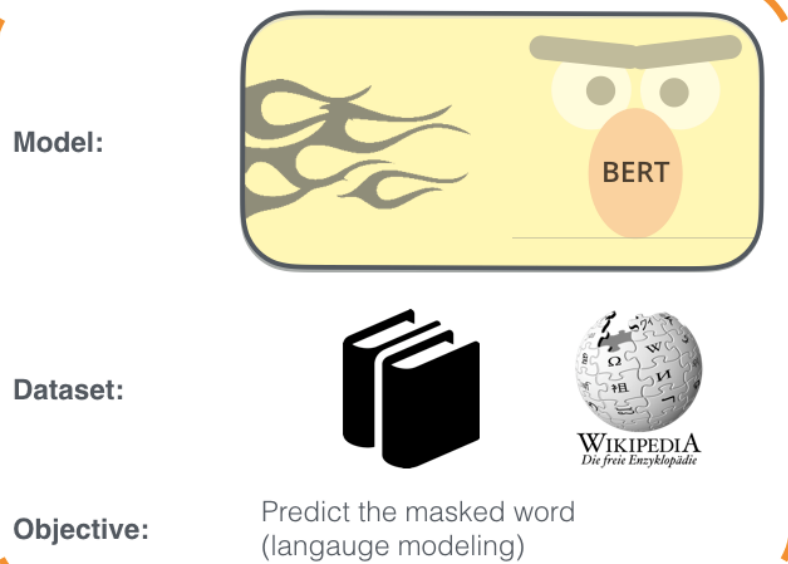 Model:
BERT
Dataset:
WIKIPEDIA
Die freie Enzyklopädie
Objective:
Predict the masked word
(langauge modeling)